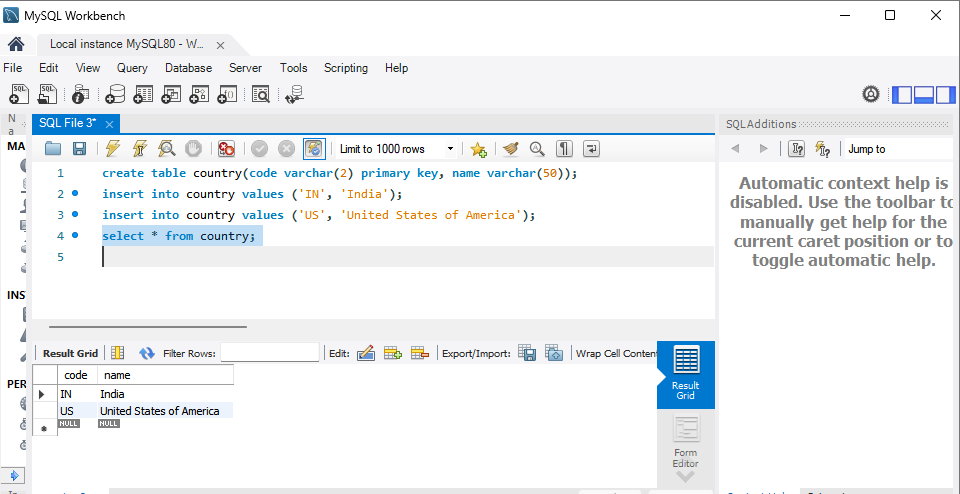 MySQL Workbench
Local instance MySQL80 - W...
File Edit View Query Database Server Tools Scripting Help
SQL File 3*
SQLAdditions
Limit to 1000 rows
Jump to
1 create table country(code varchar(2) primary key, name varchar(50));
2 insert into country values ('IN', 'India');
3 insert into country values ('US', 'United States of America');
4 select * from country;
5
Automatic context help is
disabled. Use the toolbar to
manually get help for the
current caret position or to
toggle automatic help.
Na
MA
INS
PER
Result Grid Filter Rows: Edit: Export/Import: Wrap Cell Content
code name
IN India
US United States of America
NULL NULL
Result
Grid
Form
Editor